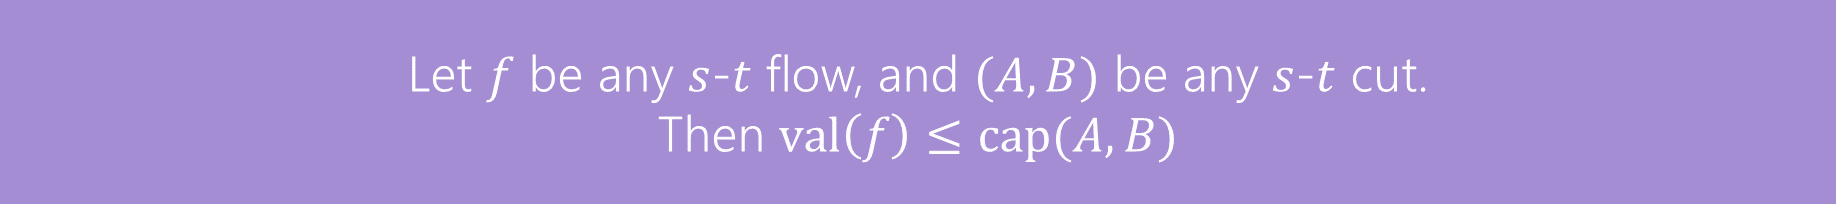 Let f be any s-t flow, and (A, B) be any s-t cut.
Then val(f) ≤ cap(A, B)